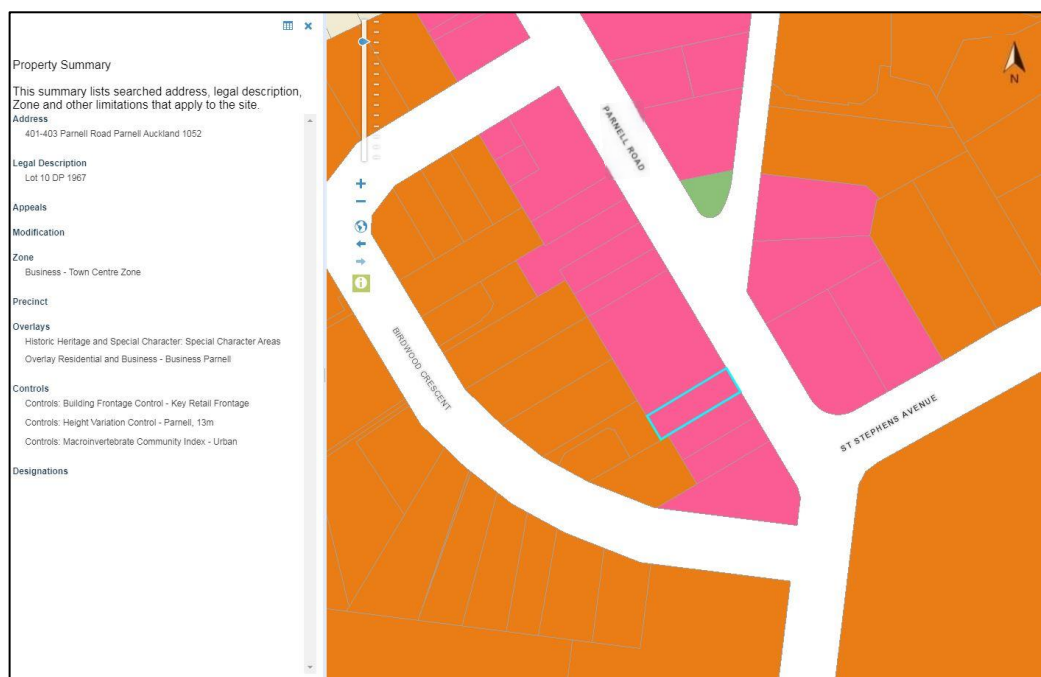 Property Summary
This summary lists searched address, legal description,
Zone and other limitations that apply to the site.
Address
401-403 Parnell Road Parnell Auckland 1052
Legal Description
Lot 10 DP 1967
Appeals
Modification
Zone
Business - Town Centre Zone
Precinct
Overlays
Historic Heritage and Special Character: Special Character Areas
Overlay Residential and Business - Business Parnell
Controls
Controls: Building Frontage Control - Key Retail Frontage
Controls: Height Variation Control - Parnell, 13m
Controls: Macroinvertebrate Community Index - Urban
Designations
PARNELL ROAD
BIRDWOOD CRESCENT
ST STEPHENS AVENUE
N